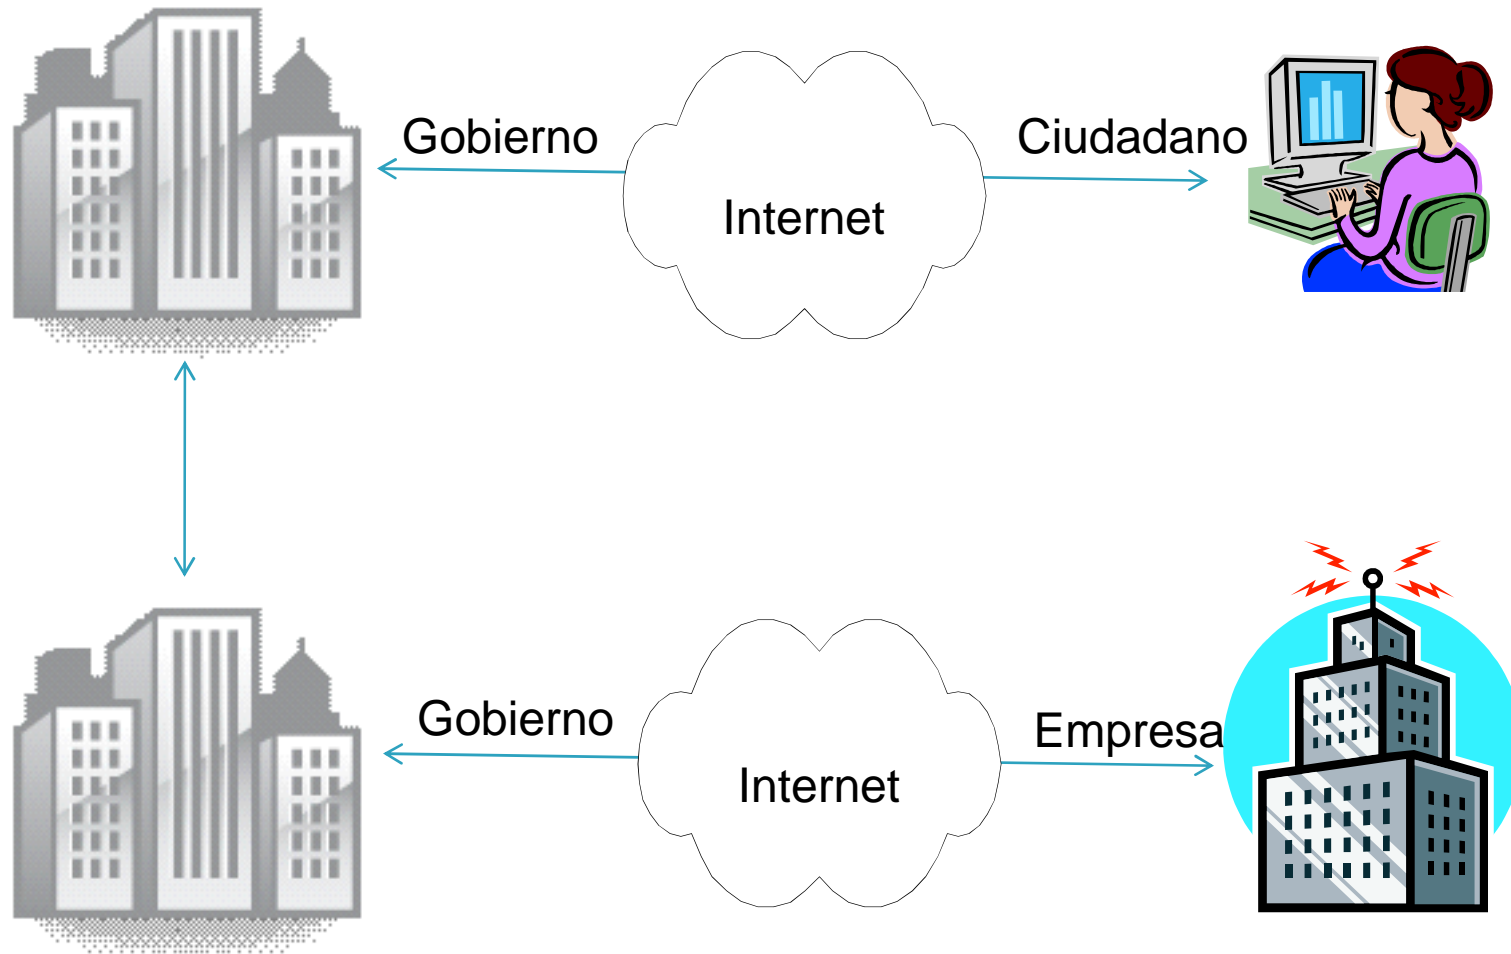 Gobierno
Ciudadano
Internet
Gobierno
Empresa
Internet